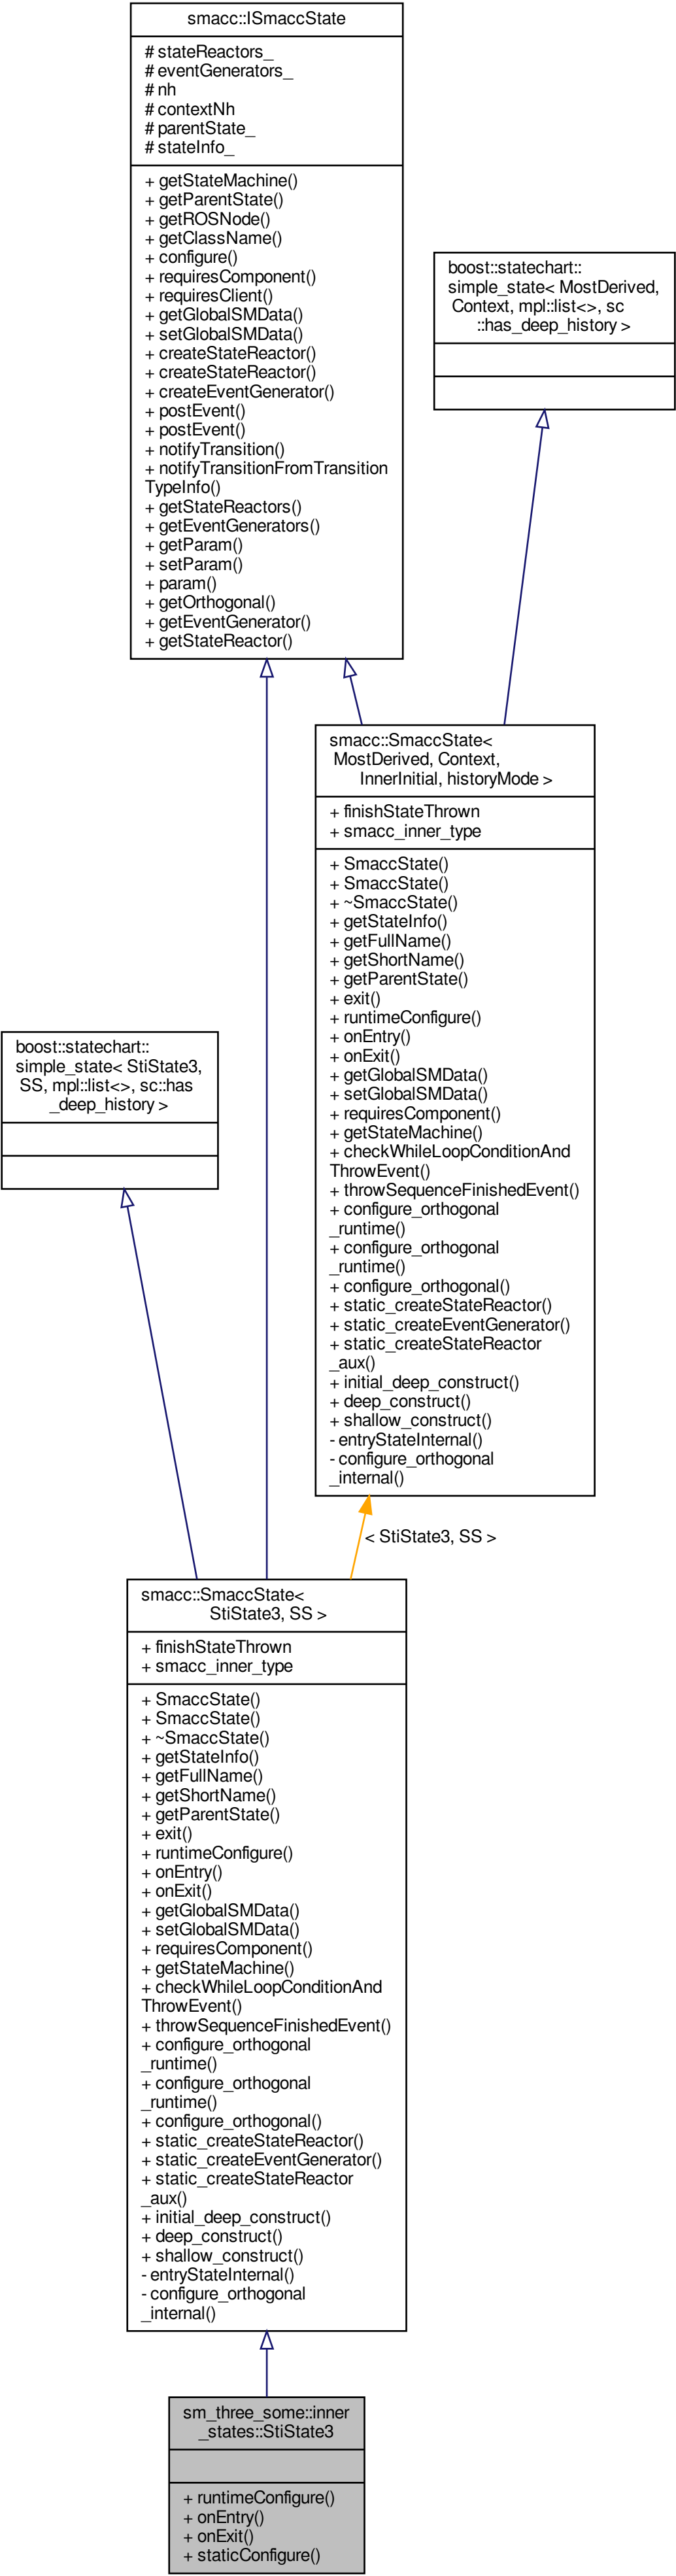 smacc::ISmaccState
# stateReactors_
# eventGenerators_
# nh
# contextNh
# parentState_
# stateInfo_
+ getStateMachine()
+ getParentState()
+ getROSNode()
+ getClassName()
+ configure()
+ requiresComponent()
+ requiresClient()
+ getGlobalSMData()
+ setGlobalSMData()
+ createStateReactor()
+ createStateReactor()
+ createEventGenerator()
+ postEvent()
+ postEvent()
+ notifyTransition()
+ notifyTransitionFromTransition
TypeInfo()
+ getStateReactors()
+ getEventGenerators()
+ getParam()
+ setParam()
+ param()
+ getOrthogonal()
+ getEventGenerator()
+ getStateReactor()
boost::statechart::
simple_state< MostDerived,
Context, mpl::list<>, sc
::has_deep_history >
smacc::SmaccState<
MostDerived, Context,
InnerInitial, historyMode >
+ finishStateThrown
+ smacc_inner_type
+ SmaccState()
+ SmaccState()
+ ~SmaccState()
+ getStateInfo()
+ getFullName()
+ getShortName()
+ getParentState()
+ exit()
+ runtimeConfigure()
+ onEntry()
+ onExit()
+ getGlobalSMData()
+ setGlobalSMData()
+ requiresComponent()
+ getStateMachine()
+ checkWhileLoopConditionAnd
ThrowEvent()
+ throwSequenceFinishedEvent()
+ configure_orthogonal
_runtime()
+ configure_orthogonal
_runtime()
+ configure_orthogonal()
+ static_createStateReactor()
+ static_createEventGenerator()
+ static_createStateReactor
_aux()
+ initial_deep_construct()
+ deep_construct()
+ shallow_construct()
- entryStateInternal()
- configure_orthogonal
_internal()
boost::statechart::
simple_state< StiState3,
SS, mpl::list<>, sc::has
_deep_history >
< StiState3, SS >
smacc::SmaccState<
StiState3, SS >
+ finishStateThrown
+ smacc_inner_type
+ SmaccState()
+ SmaccState()
+ ~SmaccState()
+ getStateInfo()
+ getFullName()
+ getShortName()
+ getParentState()
+ exit()
+ runtimeConfigure()
+ onEntry()
+ onExit()
+ getGlobalSMData()
+ setGlobalSMData()
+ requiresComponent()
+ getStateMachine()
+ checkWhileLoopConditionAnd
ThrowEvent()
+ throwSequenceFinishedEvent()
+ configure_orthogonal
_runtime()
+ configure_orthogonal
_runtime()
+ configure_orthogonal()
+ static_createStateReactor()
+ static_createEventGenerator()
+ static_createStateReactor
_aux()
+ initial_deep_construct()
+ deep_construct()
+ shallow_construct()
- entryStateInternal()
- configure_orthogonal
_internal()
sm_three_some::inner
_states::StiState3
+ runtimeConfigure()
+ onEntry()
+ onExit()
+ staticConfigure()